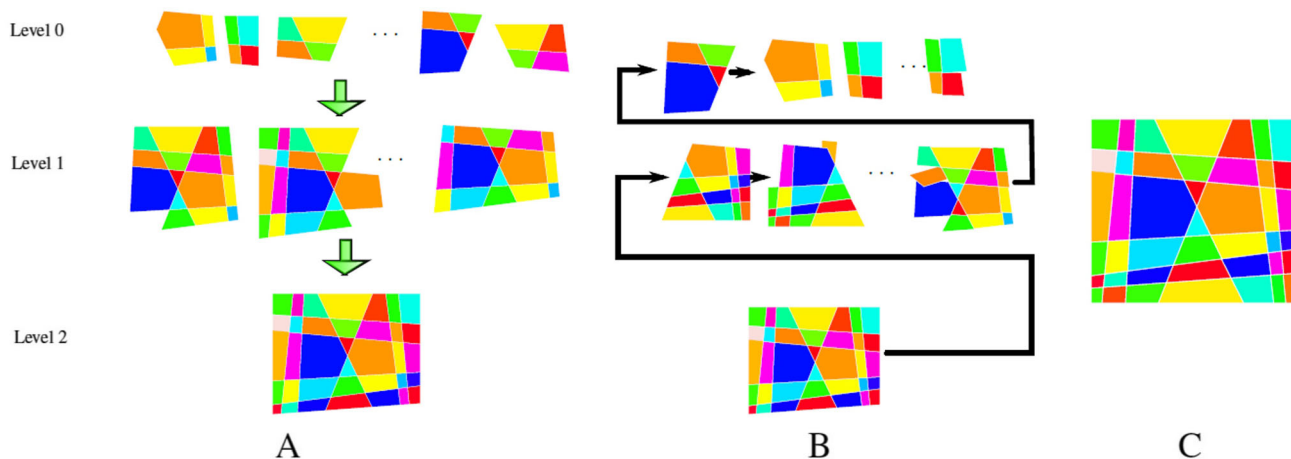 Level 0
. . .
. . .
Level 1
. . .
. . .
Level 2
A
B
C